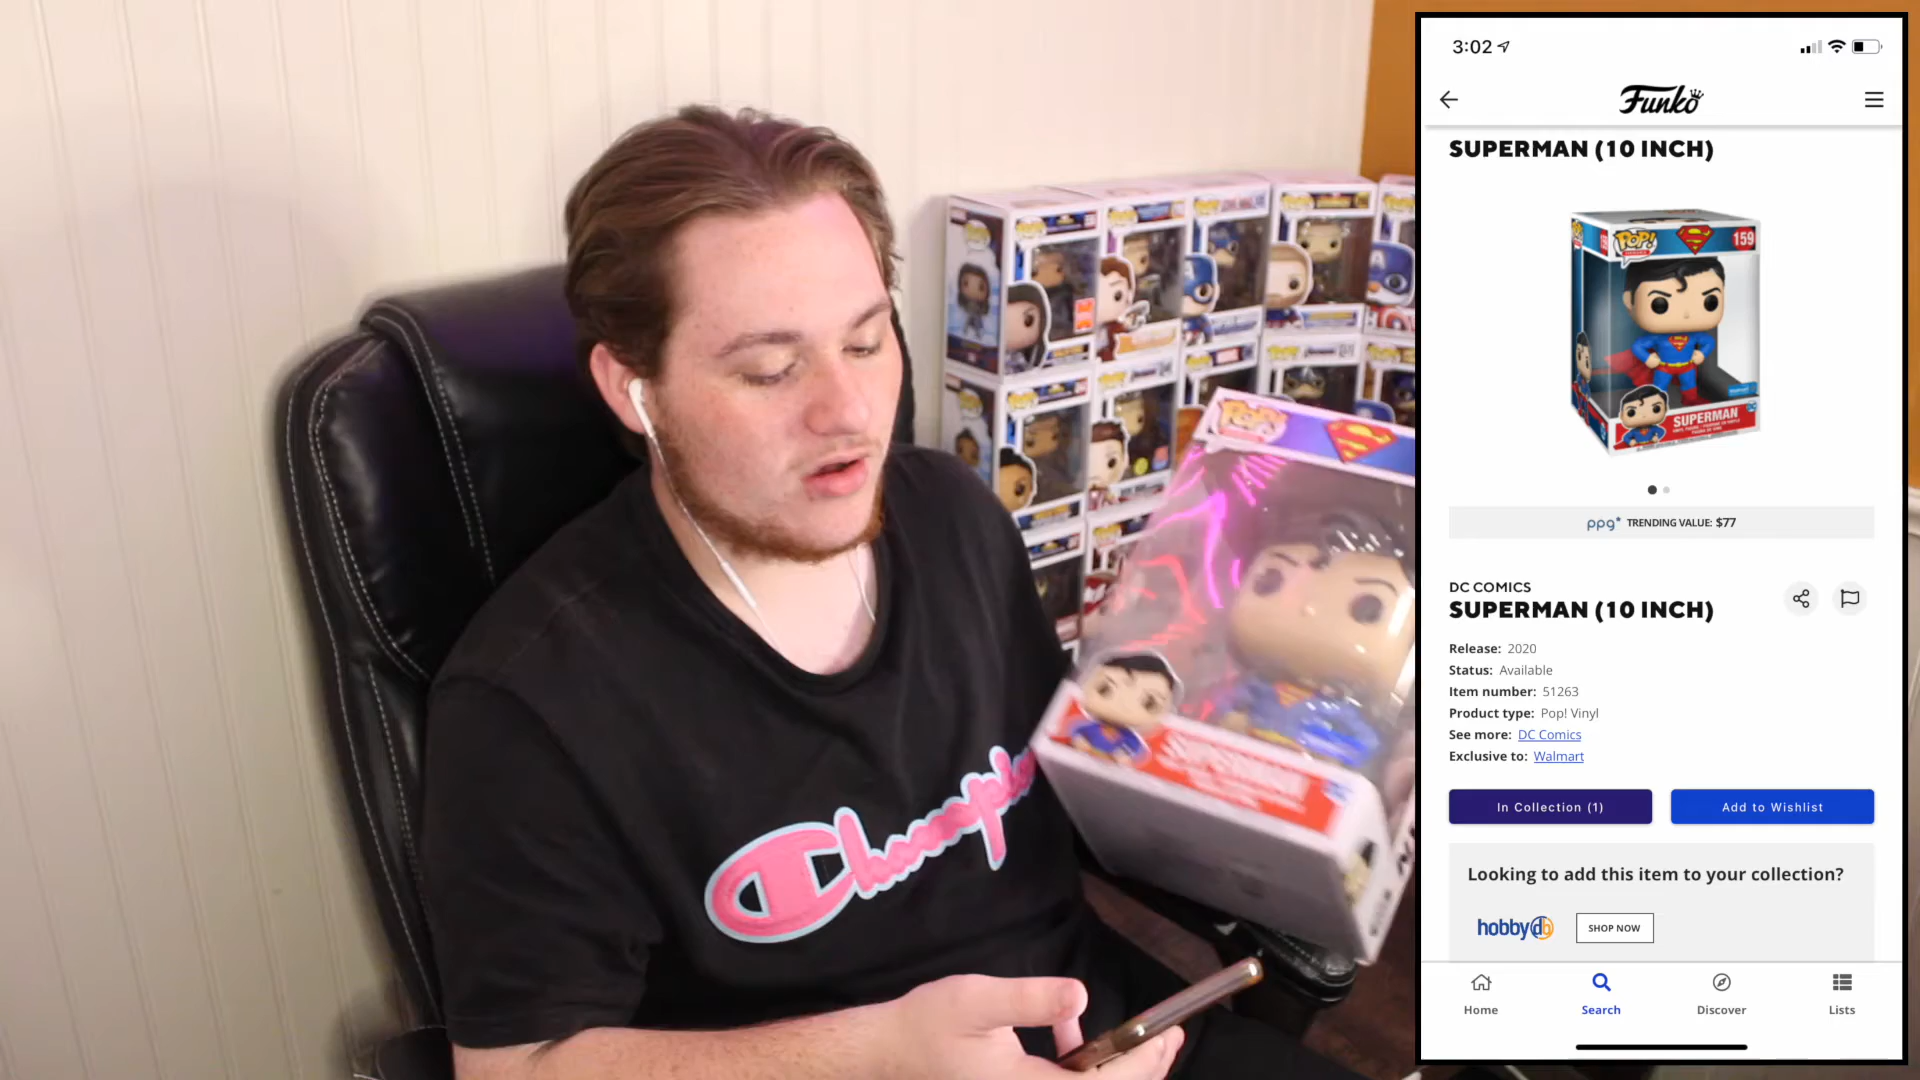 3:02
Funko
SUPERMAN (10 INCH)
POP!
159
SUPERMAN
ppg* TRENDING VALUE: $77
DC COMICS
SUPERMAN (10 INCH)
Release: 2020
Status: Available
Item number: 51263
Product type: Pop! Vinyl
See more: DC Comics
Exclusive to: Walmart
In Collection (1)
Add to Wishlist
Looking to add this item to your collection?
hobbydb
SHOP NOW
Home
Search
Discover
Lists
POP!
SUPERMAN
Champion